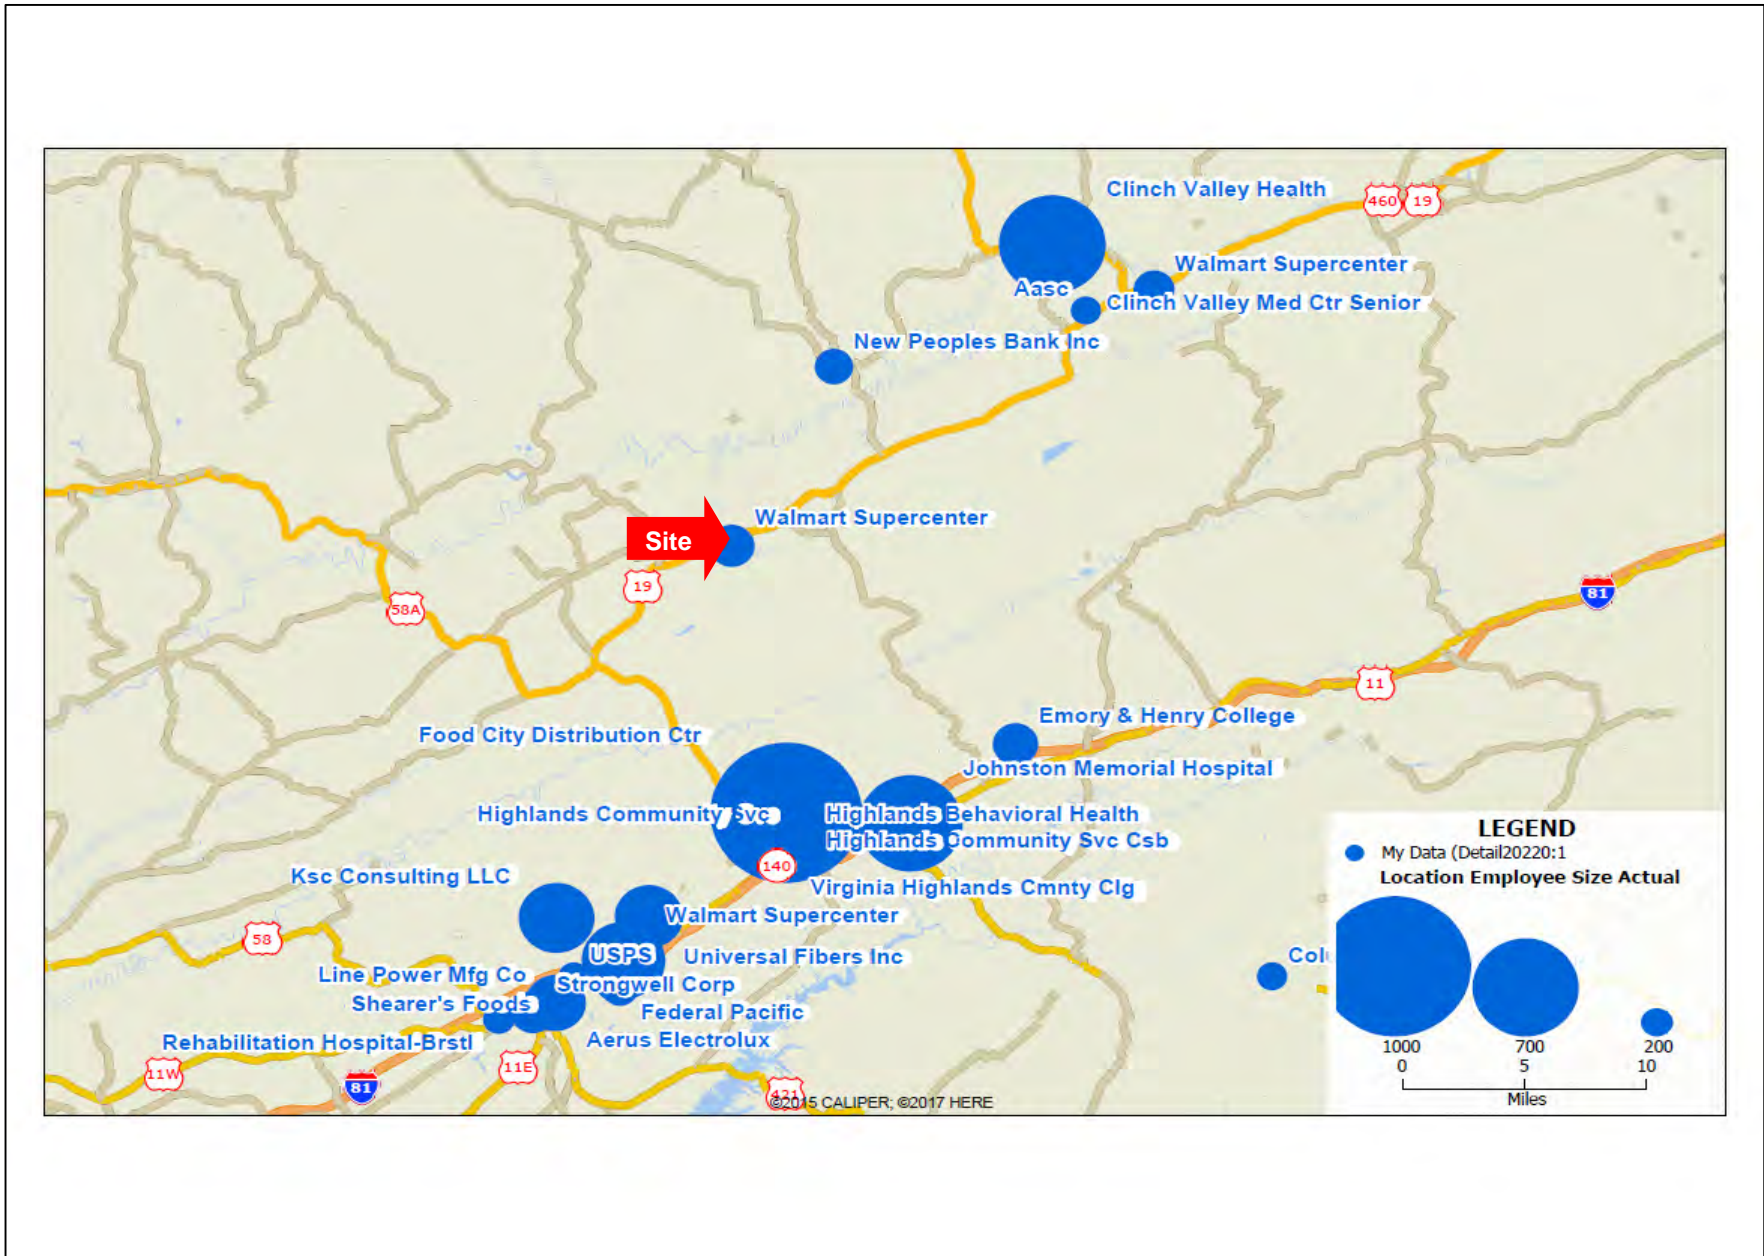 Clinch Valley Health
460
19
Walmart Supercenter
Aasc
Clinch Valley Med Ctr Senior
New Peoples Bank Inc
Walmart Supercenter
Site
19
58A
81
11
Emory & Henry College
Food City Distribution Ctr
Johnston Memorial Hospital
Highlands Community Svc
Highlands Behavioral Health
Highlands Community Svc Csb
140
Ksc Consulting LLC
Virginia Highlands Cmnty Clg
Walmart Supercenter
58
USPS
Universal Fibers Inc
Line Power Mfg Co
Strongwell Corp
Shearer's Foods
Federal Pacific
Rehabilitation Hospital-Brstl
Aerus Electrolux
11W
11E
81
421
©2015 CALIPER; ©2017 HERE
LEGEND
My Data (Detail20220:1
Location Employee Size Actual
1000 700 200
0 5 10
Miles